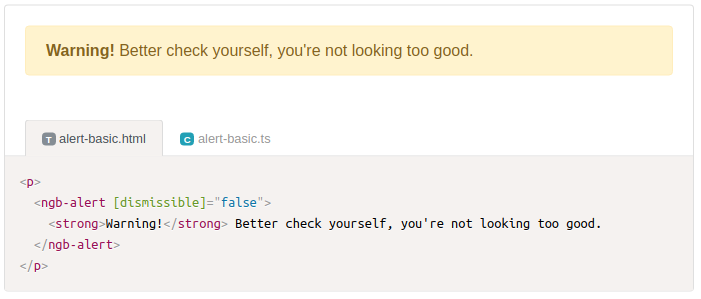 Warning! Better check yourself, you're not looking too good.
T alert-basic.html C alert-basic.ts
<p>
  <ngb-alert [dismissible]="false">
    <strong>Warning!</strong> Better check yourself, you're not looking too good.
  </ngb-alert>
</p>